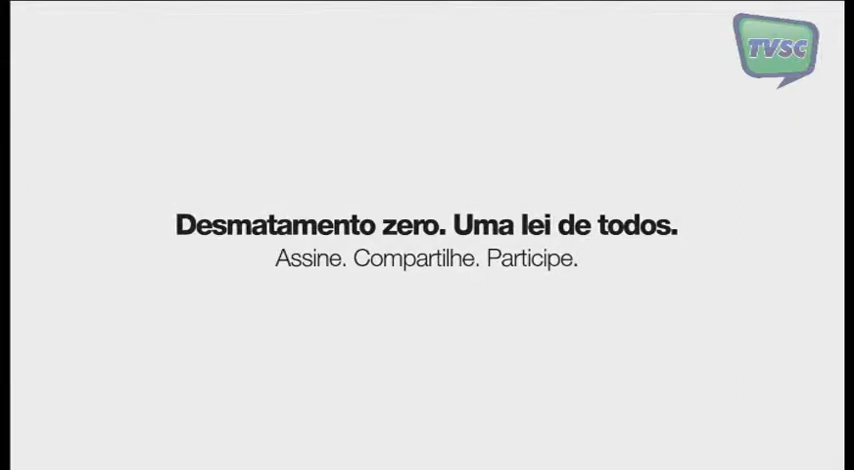 TVSC
Desmatamento zero. Uma lei de todos.
Assine. Compartilhe. Participe.